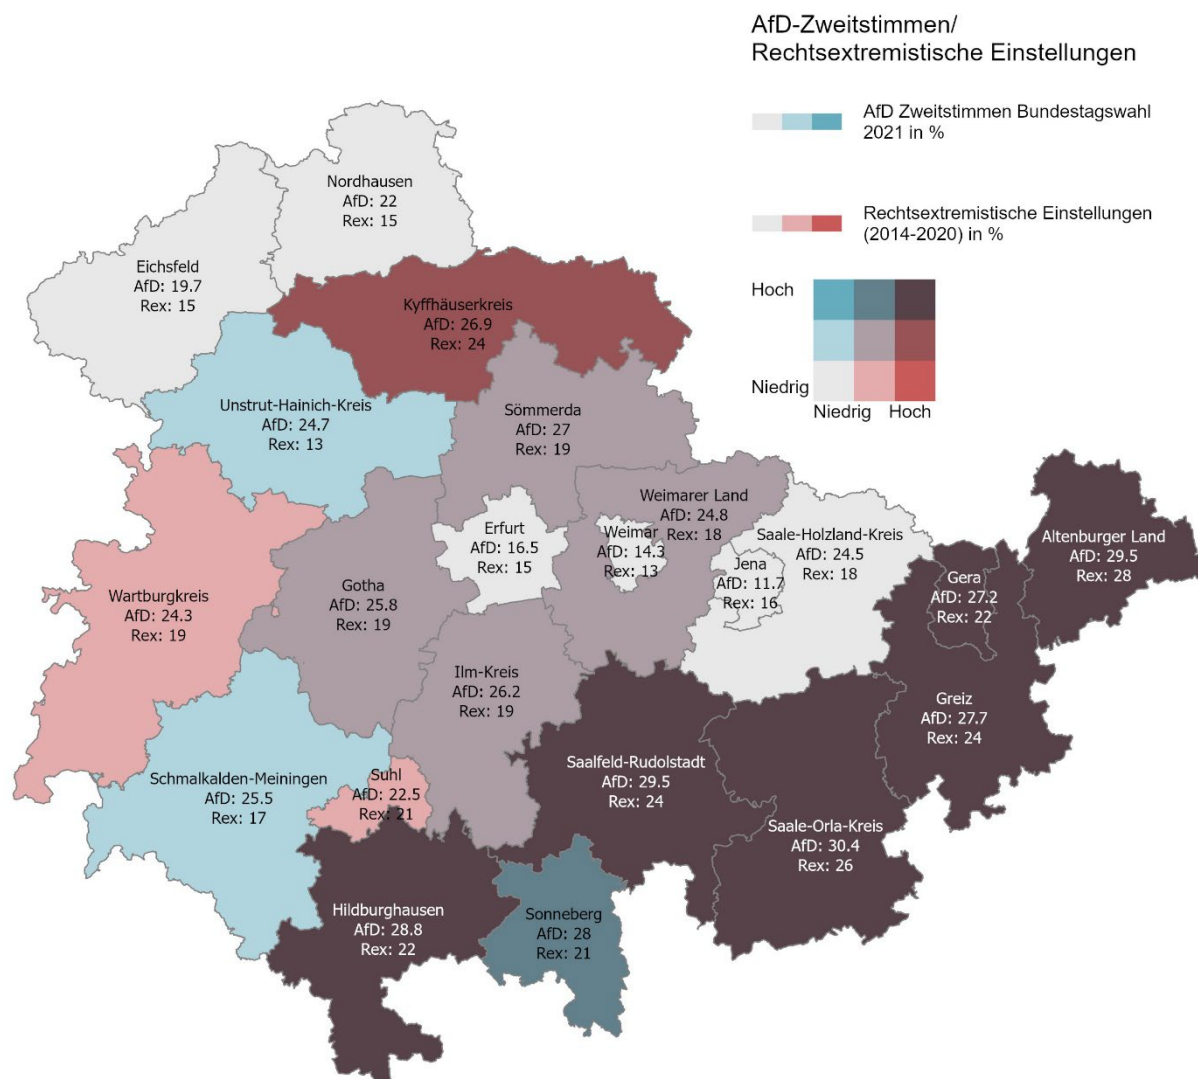 AfD-Zweitstimmen/
Rechtsextremistische Einstellungen
AfD Zweitstimmen Bundestagswahl
2021 in %
Rechtsextremistische Einstellungen
(2014-2020) in %
Hoch
Niedrig
Niedrig Hoch
Nordhausen
AfD: 22
Rex: 15
Eichsfeld
AfD: 19.7
Rex: 15
Kyffhäuserkreis
AfD: 26.9
Rex: 24
Unstrut-Hainich-Kreis
AfD: 24.7
Rex: 13
Sömmerda
AfD: 27
Rex: 19
Weimarer Land
AfD: 24.8
Rex: 18
Erfurt
AfD: 16.5
Rex: 15
Weimar
AfD: 14.3
Rex: 13
Saale-Holzland-Kreis
AfD: 24.5
Rex: 18
Jena
AfD: 11.7
Rex: 16
Altenburger Land
AfD: 29.5
Rex: 28
Gera
AfD: 27.2
Rex: 22
Wartburgkreis
AfD: 24.3
Rex: 19
Gotha
AfD: 25.8
Rex: 19
Ilm-Kreis
AfD: 26.2
Rex: 19
Greiz
AfD: 27.7
Rex: 24
Schmalkalden-Meiningen
AfD: 25.5
Rex: 17
Suhl
AfD: 22.5
Rex: 21
Saalfeld-Rudolstadt
AfD: 29.5
Rex: 24
Saale-Orla-Kreis
AfD: 30.4
Rex: 26
Hildburghausen
AfD: 28.8
Rex: 22
Sonneberg
AfD: 28
Rex: 21